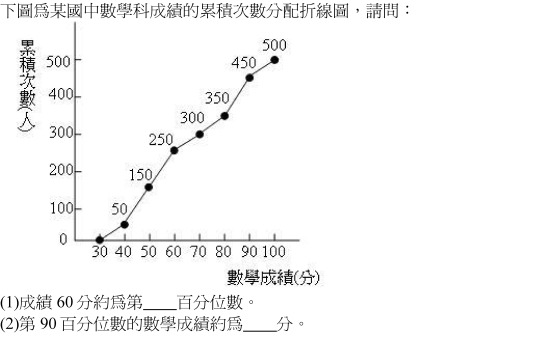 下圖為某國中數學科成績的累積次數分配折線圖，請問：
累積次數(人)
500
400
300
200
100
0
50
150
250
300
350
450
500
30 40 50 60 70 80 90 100
數學成績(分)
(1)成績 60 分約為第____百分位數。
(2)第 90 百分位數的數學成績約為____分。